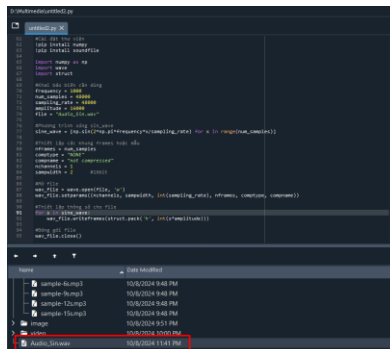 D:\Multimedia\untitled2.py
untitled2.py X
#Cài đặt thư viện
!pip install numpy
!pip install soundfile
import numpy as np
import wave
import struct
#Khai báo biến cần dùng
frequency = 1000
num_samples = 48000
sampling_rate = 48000
amplitude = 16000
file = "Audio_Sin.wav"
#Phương trình sóng sin_wave
sine_wave = [np.sin(2*np.pi*frequency*x/sampling_rate) for x in range(num_samples)]
#Thiết lập các khung frames hoặc mẫu
nframes = num_samples
comptype = "NONE"
compname = "not compressed"
nchannels = 1
sampwidth = 2
#Mở file
wav_file = wave.open(file, 'w')
wav_file.setparams((nchannels, sampwidth, int(sampling_rate), nframes, comptype, compname))
#Thiết lập thông số cho file
for s in sine_wave:
wav_file.writeframes(struct.pack('h', int(s*amplitude)))
#Đóng gói file
wav_file.close()
Name Date Modified
sample-6s.mp3 10/8/2024 9:48 PM
sample-9s.mp3 10/8/2024 9:48 PM
sample-12s.mp3 10/8/2024 9:48 PM
sample-15s.mp3 10/8/2024 9:48 PM
image 10/8/2024 9:51 PM
video 10/8/2024 10:00 PM
Audio_Sin.wav 10/8/2024 11:41 PM